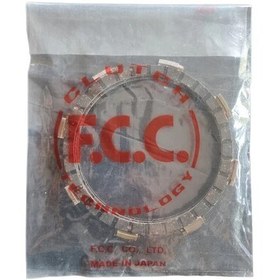 CLUTCH
F.C.C.
TECHNOLOGY
F.C.C. CO., LTD.
MADE IN JAPAN